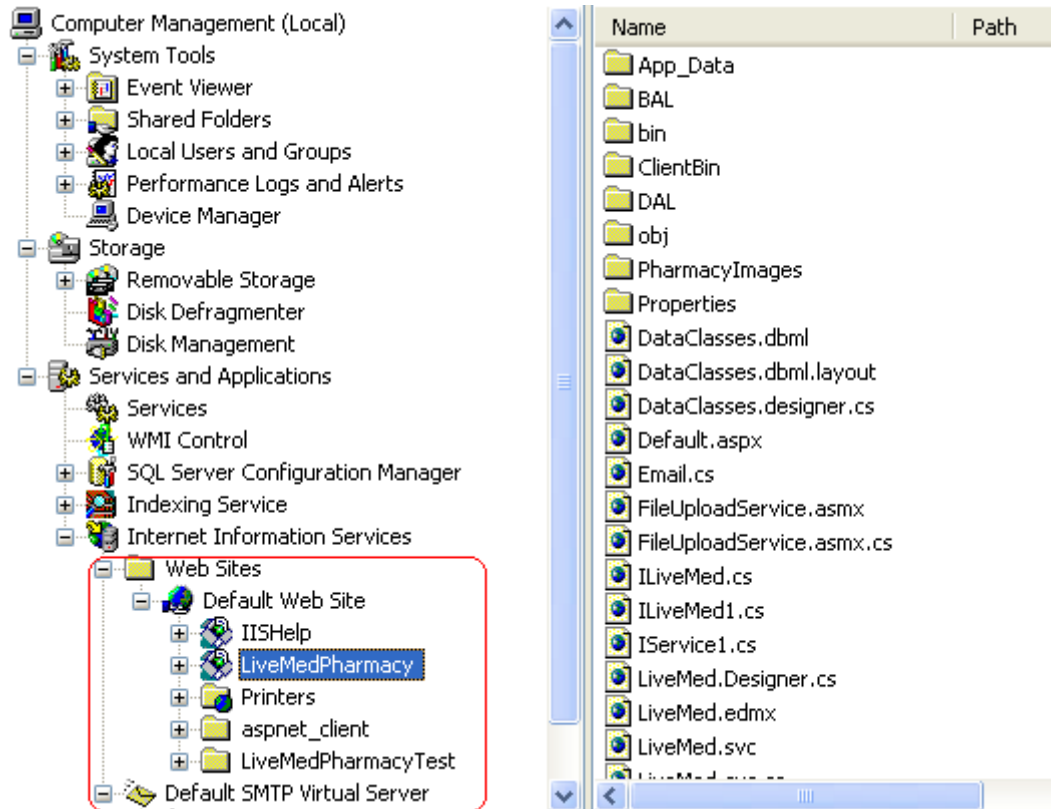 Computer Management (Local)
System Tools
Event Viewer
Shared Folders
Local Users and Groups
Performance Logs and Alerts
Device Manager
Storage
Removable Storage
Disk Defragmenter
Disk Management
Services and Applications
Services
WMI Control
SQL Server Configuration Manager
Indexing Service
Internet Information Services
Web Sites
Default Web Site
IISHelp
LiveMedPharmacy
Printers
aspnet_client
LiveMedPharmacyTest
Default SMTP Virtual Server
Name Path
App_Data
BAL
bin
ClientBin
DAL
obj
PharmacyImages
Properties
DataClasses.dbml
DataClasses.dbml.layout
DataClasses.designer.cs
Default.aspx
Email.cs
FileUploadService.asmx
FileUploadService.asmx.cs
ILiveMed.cs
ILiveMed1.cs
IService1.cs
LiveMed.Designer.cs
LiveMed.edmx
LiveMed.svc